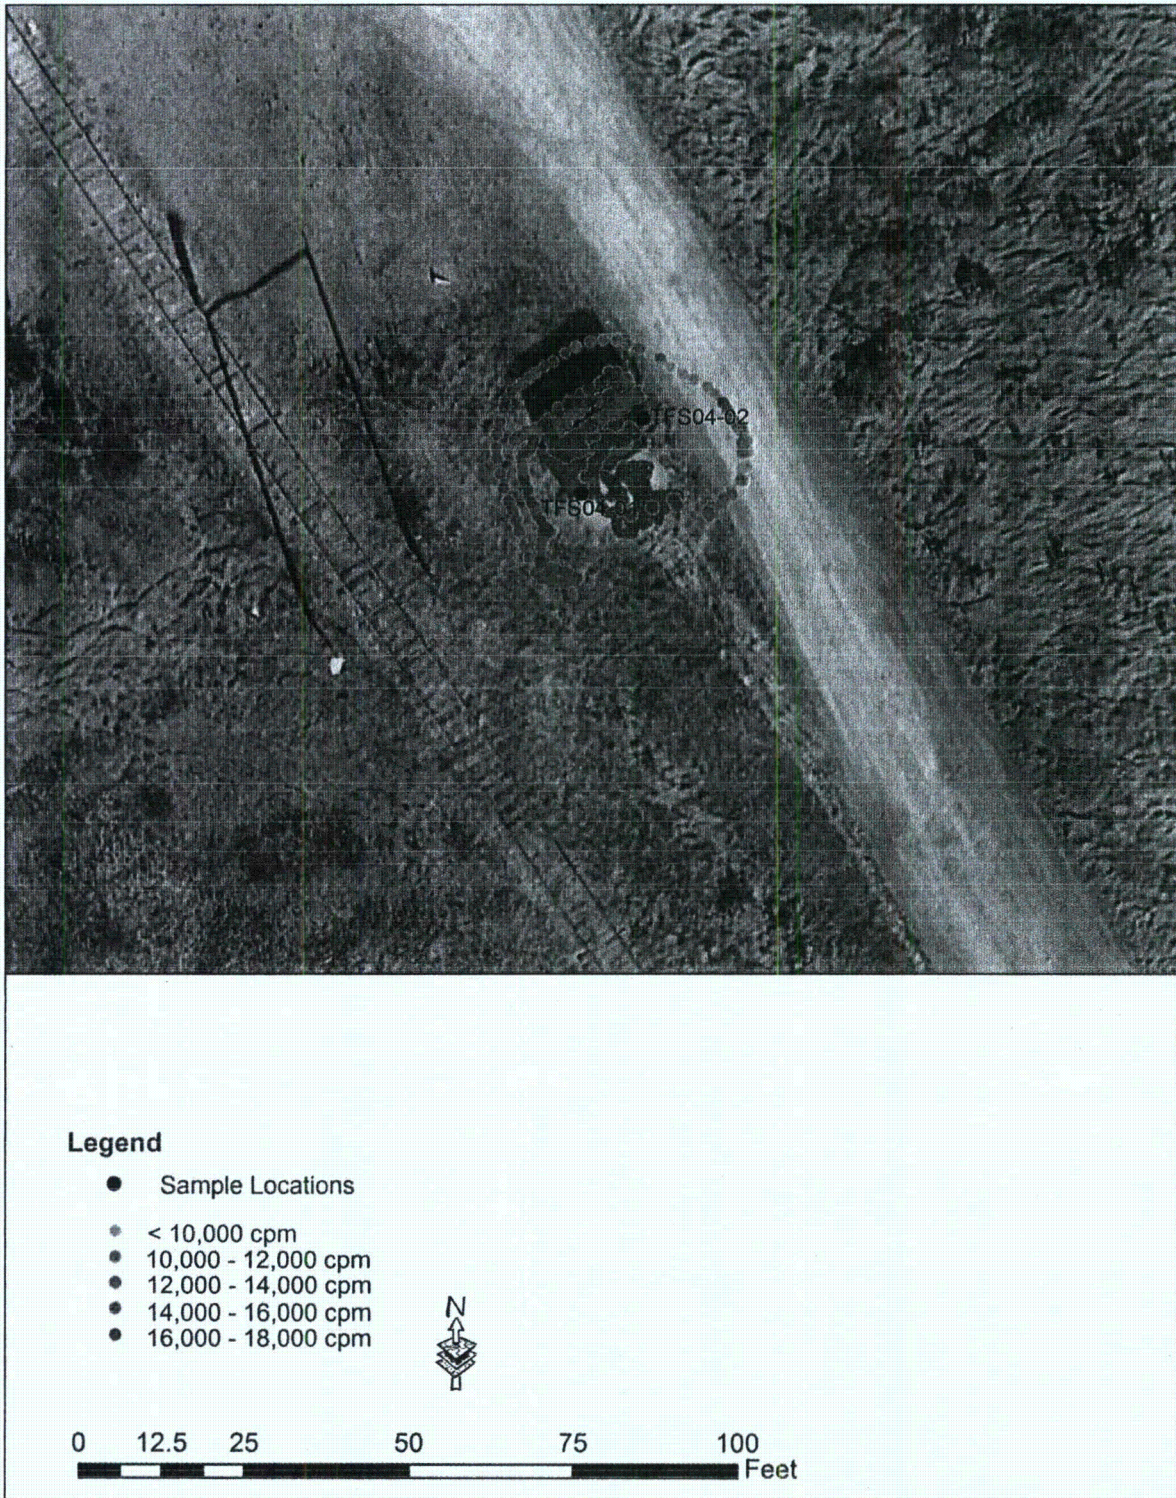 TFS04-02
Legend
Sample Locations
< 10,000 cpm
10,000 - 12,000 cpm
12,000 - 14,000 cpm
14,000 - 16,000 cpm
16,000 - 18,000 cpm
N
0 12.5 25 50 75 100
Feet